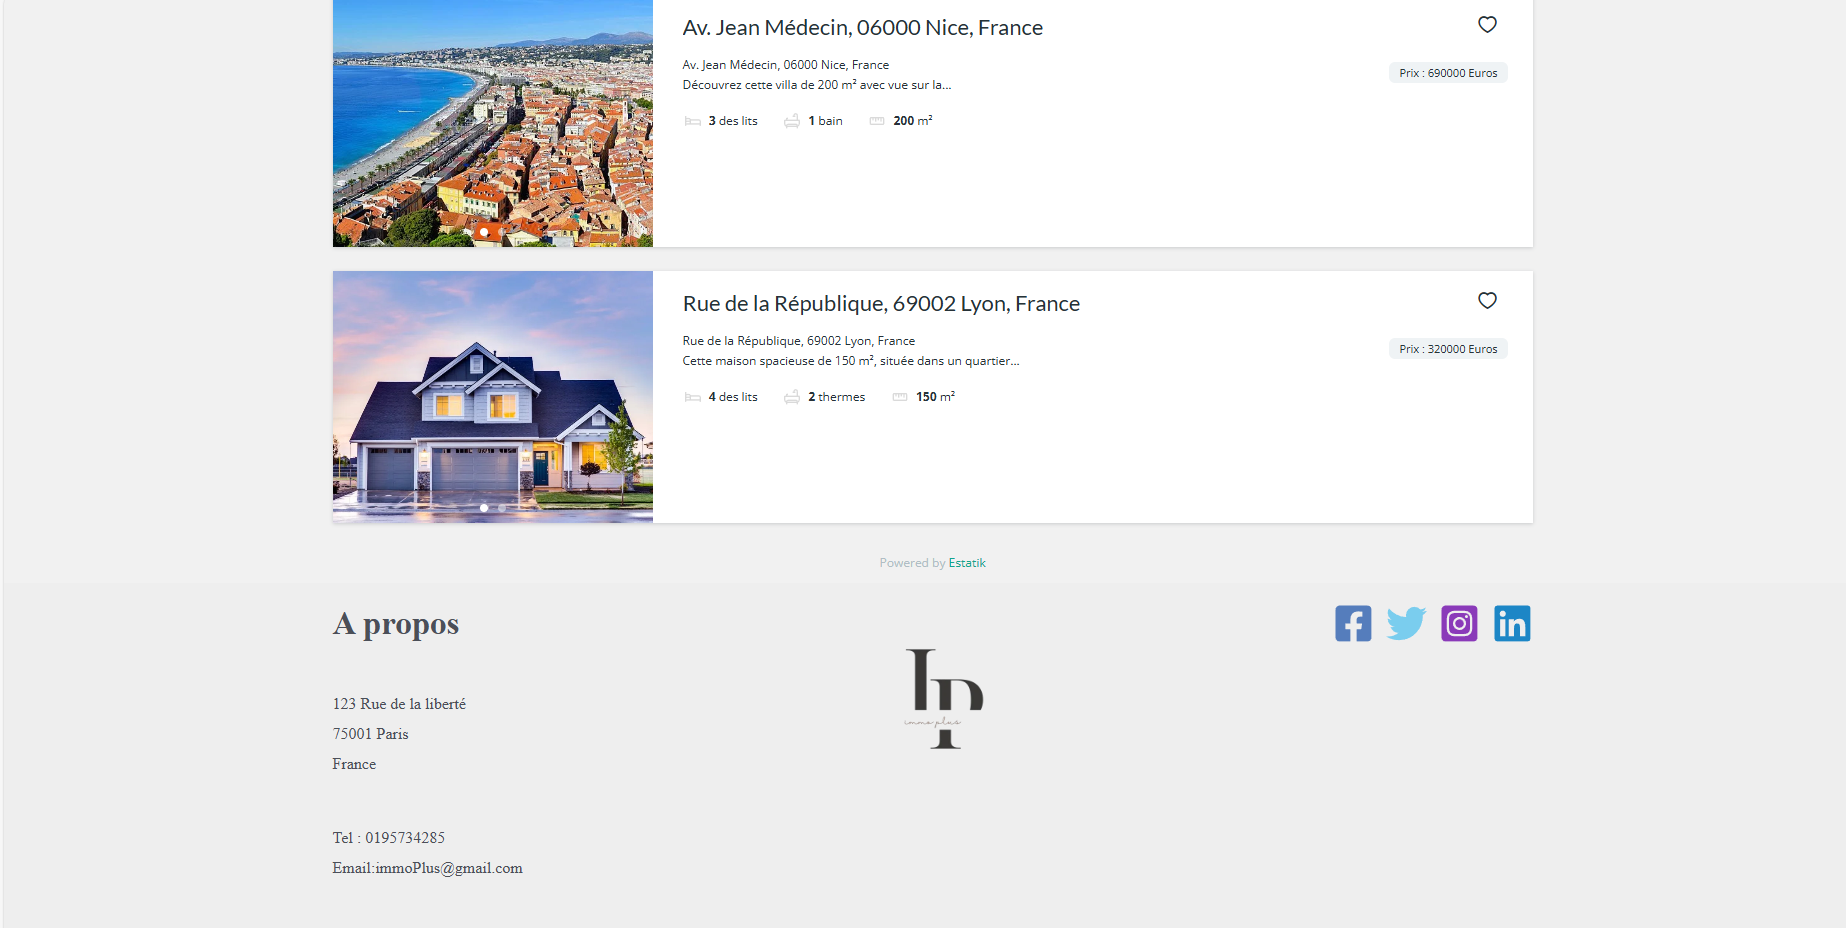 Av. Jean Médecin, 06000 Nice, France
Av. Jean Médecin, 06000 Nice, France
Prix : 690000 Euros
Découvrez cette villa de 200 m² avec vue sur la...
3 des lits 1 bain 200 m²
Rue de la République, 69002 Lyon, France
Rue de la République, 69002 Lyon, France
Prix : 320000 Euros
Cette maison spacieuse de 150 m², située dans un quartier...
4 des lits 2 thermes 150 m²
Powered by Estatik
A propos
IP
immo plus
123 Rue de la liberté
75001 Paris
France
Tel : 0195734285
Email:immoPlus@gmail.com